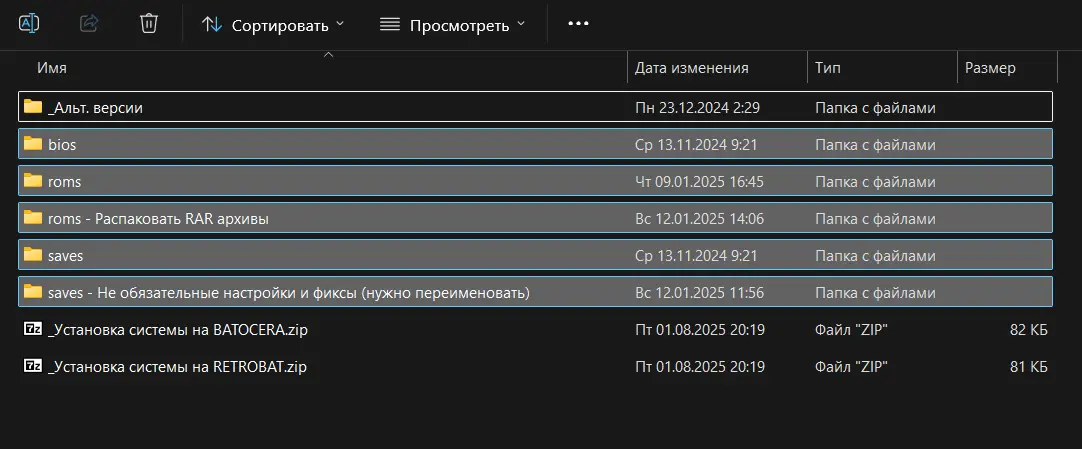 Сортировать Просмотреть
Имя Дата изменения Тип Размер
_Альт. версии Пн 23.12.2024 2:29 Папка с файлами
bios Ср 13.11.2024 9:21 Папка с файлами
roms Чт 09.01.2025 16:45 Папка с файлами
roms - Распаковать RAR архивы Вс 12.01.2025 14:06 Папка с файлами
saves Ср 13.11.2024 9:21 Папка с файлами
saves - Не обязательные настройки и фиксы (нужно переименовать) Вс 12.01.2025 11:56 Папка с файлами
_Установка системы на BATOCERA.zip Пт 01.08.2025 20:19 Файл "ZIP" 82 КБ
_Установка системы на RETROBAT.zip Пт 01.08.2025 20:19 Файл "ZIP" 81 КБ